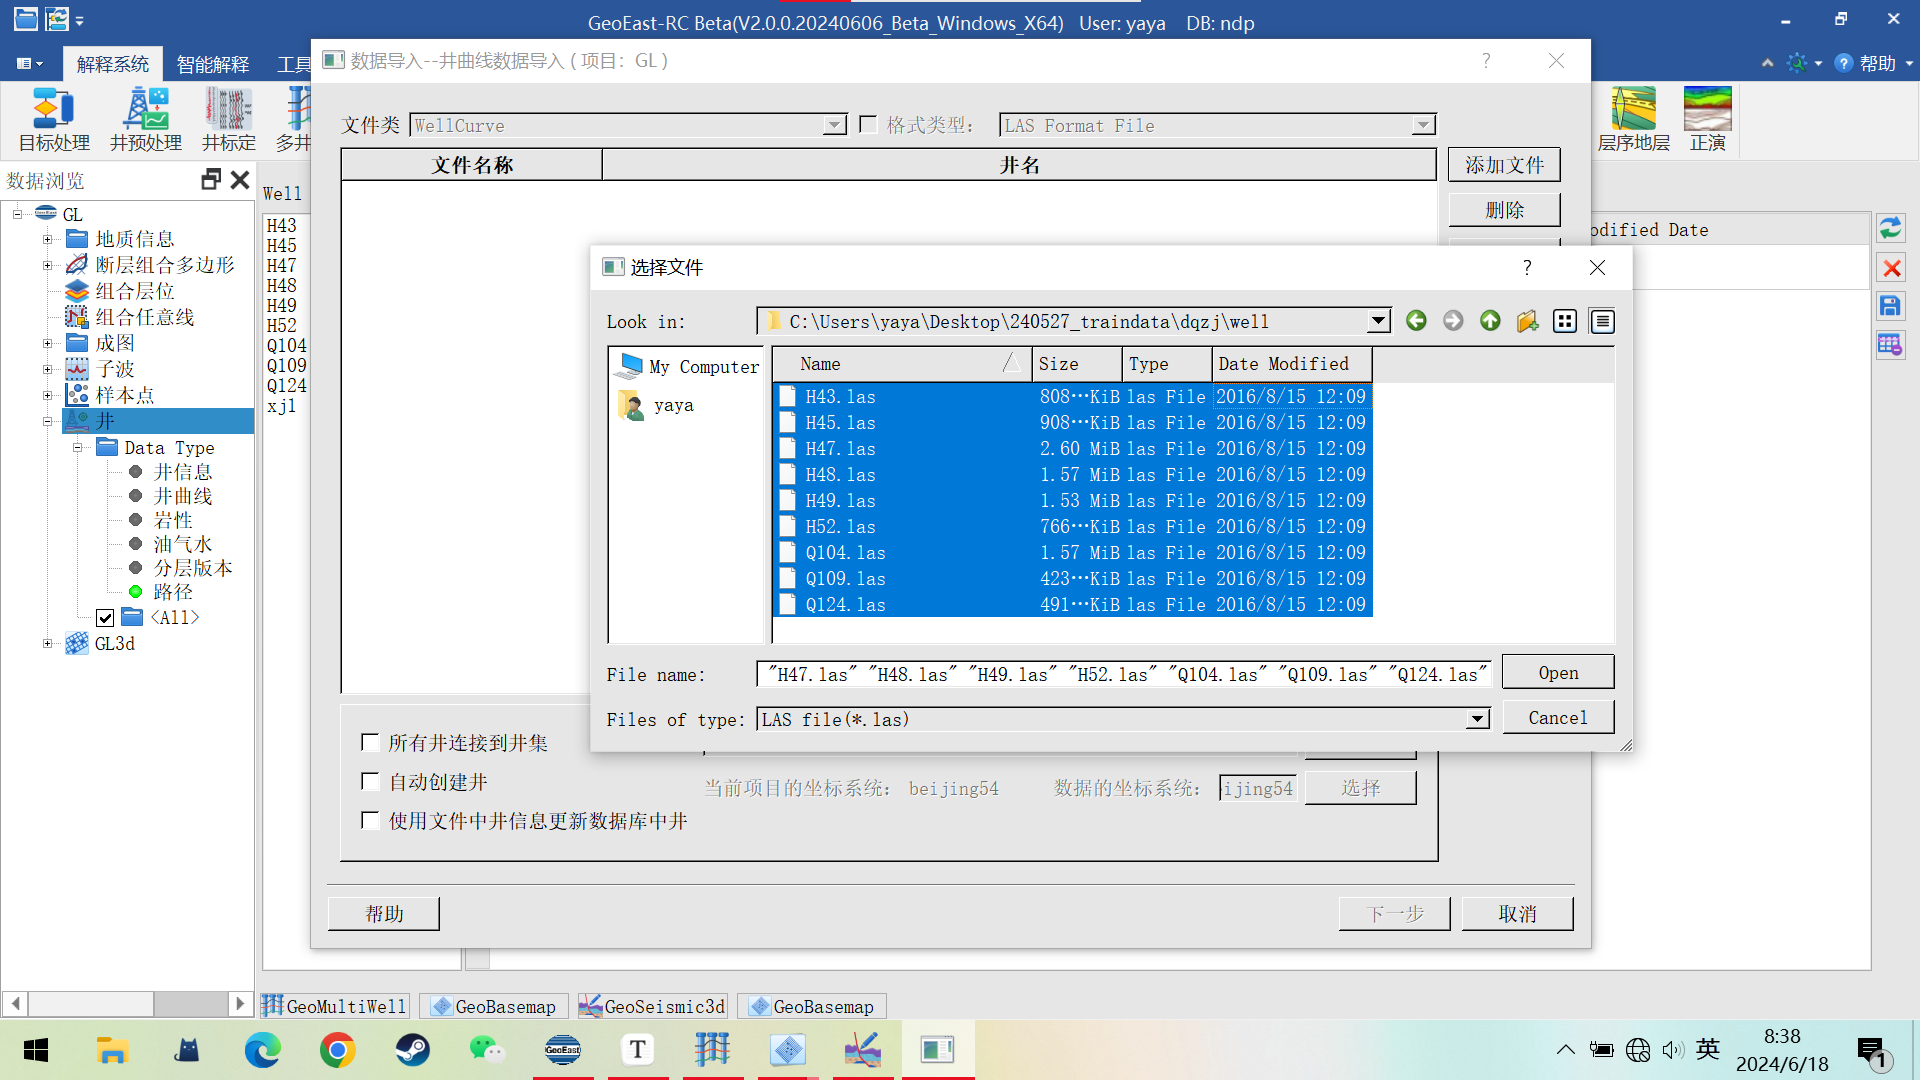 GeoEast-RC Beta(V2.0.0.20240606_Beta_Windows_X64)   User: yaya   DB: ndp
解释系统
智能解释
工具
帮助
目标处理
井预处理
井标定
多井
层序地层
正演
数据浏览
GL
地质信息
断层组合多边形
组合层位
组合任意线
成图
子波
样本点
井
Data Type
井信息
井曲线
岩性
油气水
分层版本
路径
<All>
GL3d
Well
H43
H45
H47
H48
H49
H52
Q104
Q109
Q124
xj1
odified Date
数据导入--井曲线数据导入 ( 项目: GL )
?
文件类
WellCurve
格式类型:
LAS Format File
文件名称
井名
添加文件
删除
选择文件
?
Look in:
C:\Users\yaya\Desktop\240527_traindata\dqzj\well
My Computer
yaya
Name Size Type Date Modified
H43.las 808···KiB las File 2016/8/15 12:09
H45.las 908···KiB las File 2016/8/15 12:09
H47.las 2.60 MiB las File 2016/8/15 12:09
H48.las 1.57 MiB las File 2016/8/15 12:09
H49.las 1.53 MiB las File 2016/8/15 12:09
H52.las 766···KiB las File 2016/8/15 12:09
Q104.las 1.57 MiB las File 2016/8/15 12:09
Q109.las 423···KiB las File 2016/8/15 12:09
Q124.las 491···KiB las File 2016/8/15 12:09
File name:
"H47.las" "H48.las" "H49.las" "H52.las" "Q104.las" "Q109.las" "Q124.las"
Open
Files of type:
LAS file(*.las)
Cancel
所有井连接到井集
自动创建井
当前项目的坐标系统: beijing54
数据的坐标系统:
ijing54
选择
使用文件中井信息更新数据库中井
帮助
下一步
取消
GeoMultiWell
GeoBasemap
GeoSeismic3d
GeoBasemap
GeoEast
T
英
8:38
2024/6/18
1